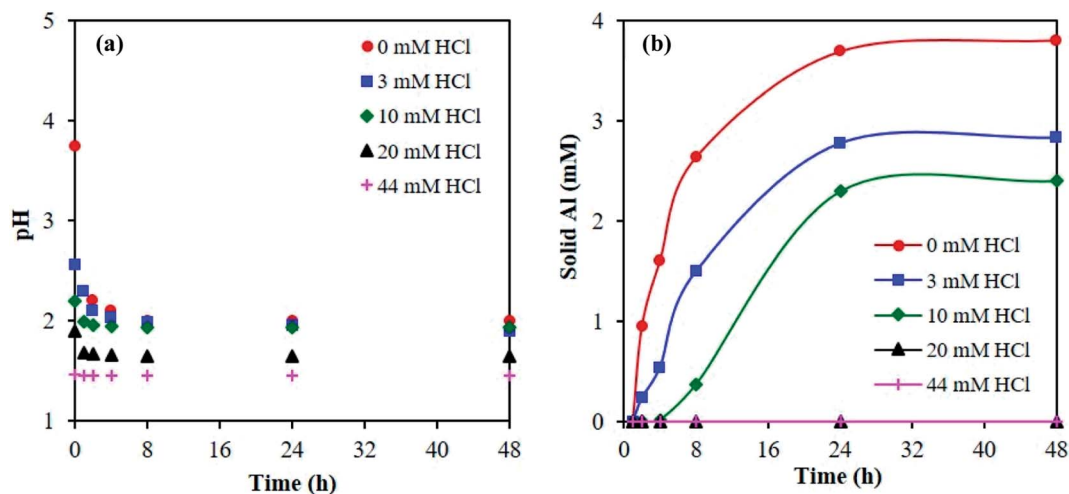 (a)
0 mM HCl
3 mM HCl
10 mM HCl
20 mM HCl
44 mM HCl
5
4
3
2
1
pH
0 8 16 24 32 40 48
Time (h)
(b)
0 mM HCl
3 mM HCl
10 mM HCl
20 mM HCl
44 mM HCl
4
3
2
1
0
Solid Al (mM)
0 8 16 24 32 40 48
Time (h)